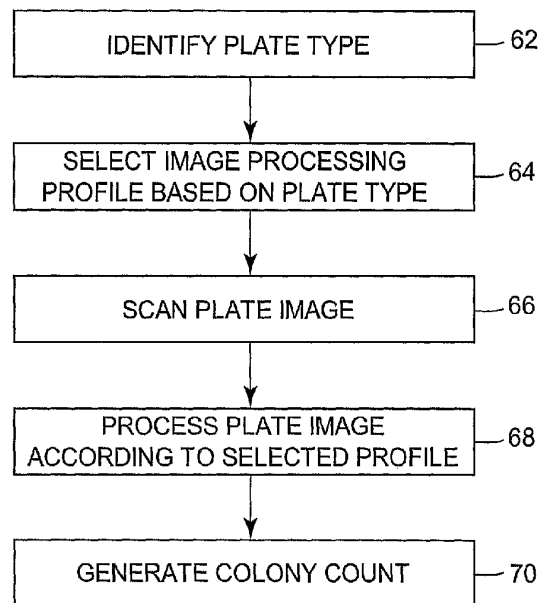 IDENTIFY PLATE TYPE
62
SELECT IMAGE PROCESSING
PROFILE BASED ON PLATE TYPE
64
SCAN PLATE IMAGE
66
PROCESS PLATE IMAGE
ACCORDING TO SELECTED PROFILE
68
GENERATE COLONY COUNT
70